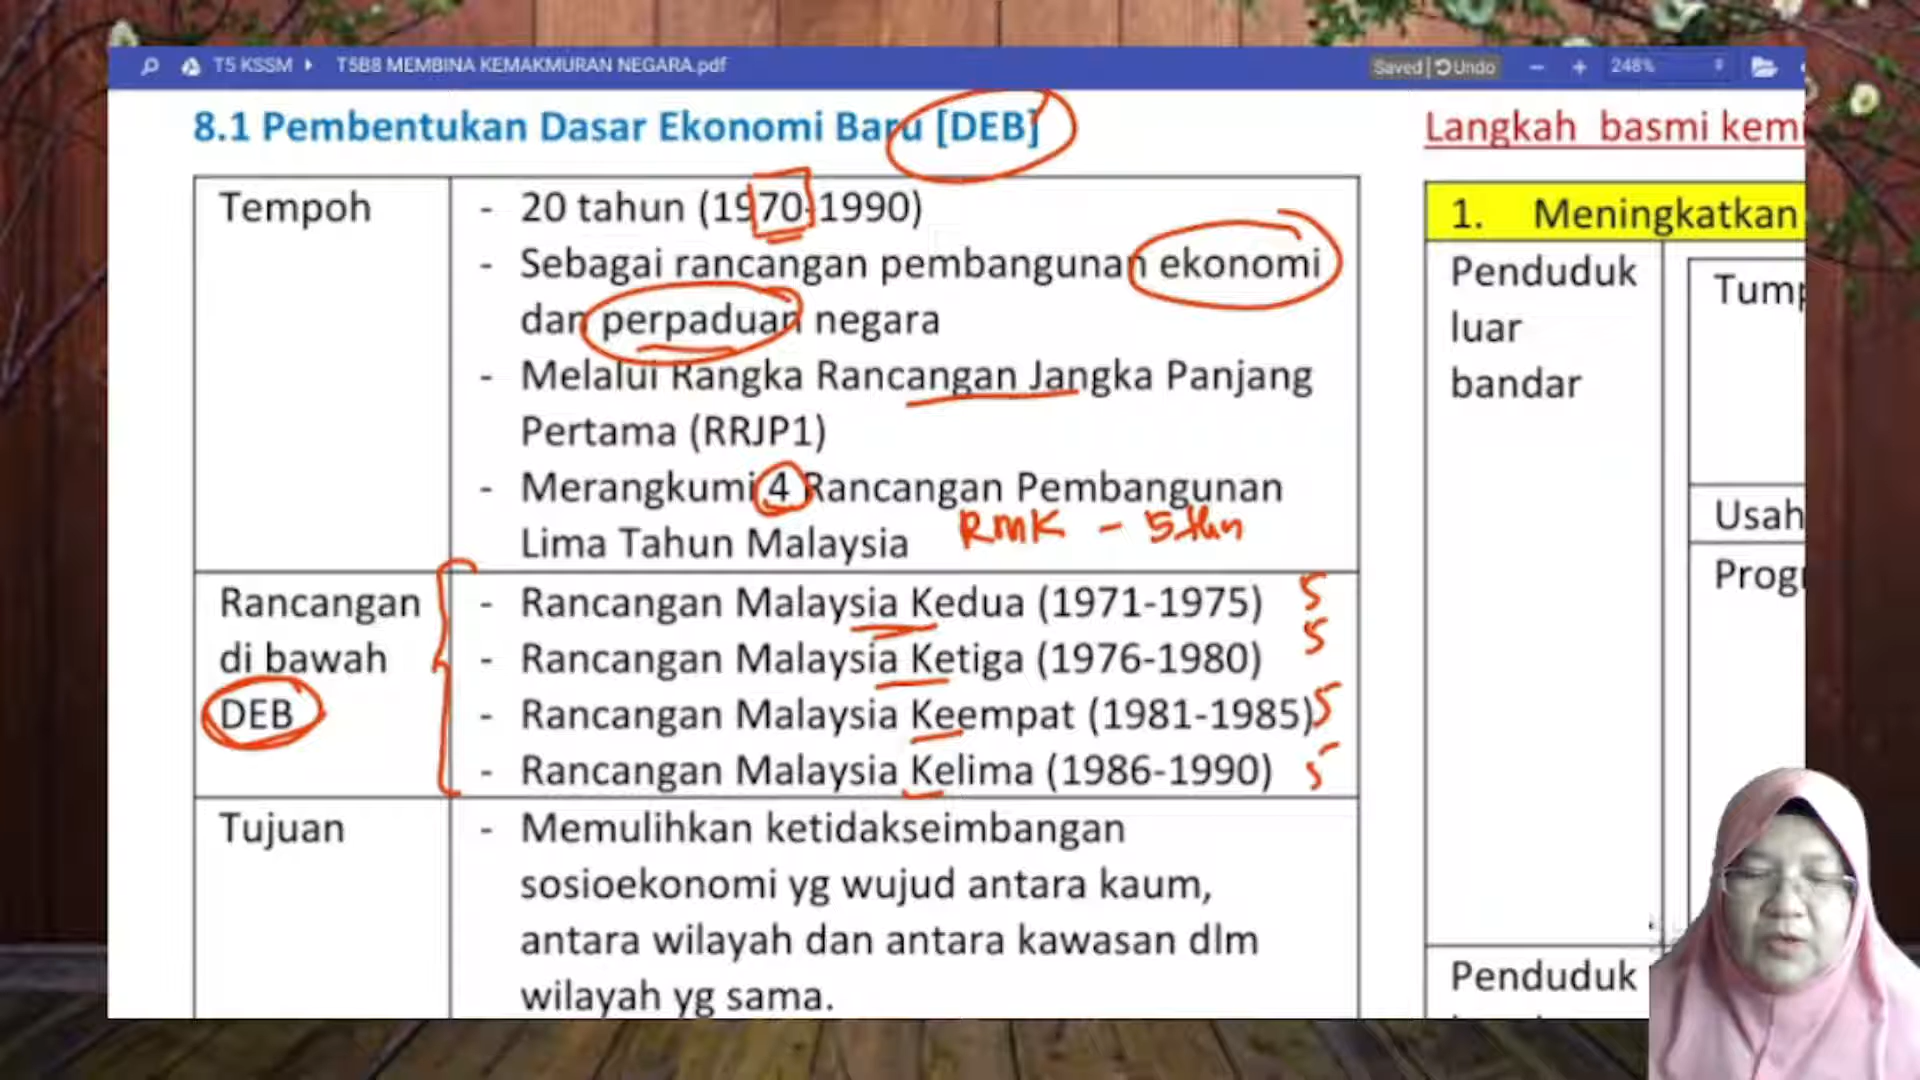 T5 KSSM
T5B8 MEMBINA KEMAKMURAN NEGARA.pdf
Saved | Undo
248%
8.1 Pembentukan Dasar Ekonomi Baru [DEB]
Tempoh
- 20 tahun (1970-1990)
- Sebagai rancangan pembangunan ekonomi
dan perpaduan negara
- Melalui Rangka Rancangan Jangka Panjang
Pertama (RRJP1)
- Merangkumi 4 Rancangan Pembangunan
Lima Tahun Malaysia
RMK - 5 thn
Rancangan
di bawah
DEB
- Rancangan Malaysia Kedua (1971-1975) 5
- Rancangan Malaysia Ketiga (1976-1980) 5
- Rancangan Malaysia Keempat (1981-1985) 5
- Rancangan Malaysia Kelima (1986-1990) 5
Tujuan
- Memulihkan ketidakseimbangan
sosioekonomi yg wujud antara kaum,
antara wilayah dan antara kawasan dlm
wilayah yg sama.
Langkah basmi kemi
1. Meningkatkan
Penduduk
luar
bandar
Tump
Usah
Progr
Penduduk